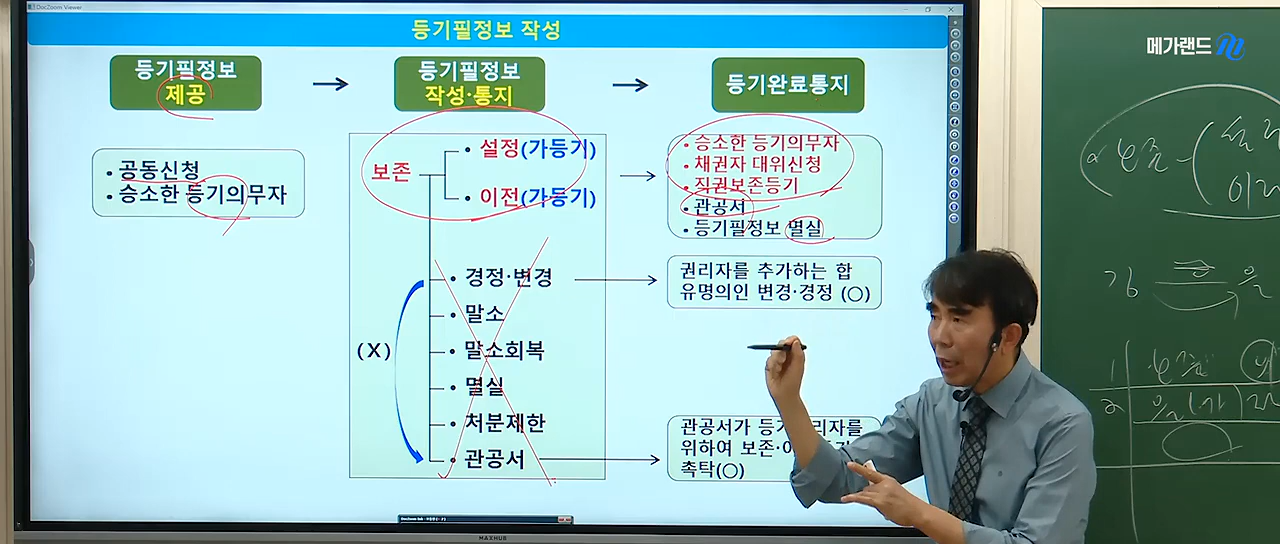 DocZoom Viewer
등기필정보 작성
메가랜드
등기필정보
제공
등기필정보
작성·통지
등기완료통지
• 공동신청
• 승소한 등기의무자
보존
• 설정(가등기)
• 이전(가등기)
• 승소한 등기의무자
• 채권자 대위신청
• 직권보존등기
• 관공서
• 등기필정보 멸실
(X)
• 경정·변경
• 말소
• 말소회복
• 멸실
• 처분제한
• 관공서
권리자를 추가하는 합
유명의인 변경·경정 (○)
관공서가 등기
리자를
위하여 보존·이
촉탁(○)
MAXHUB